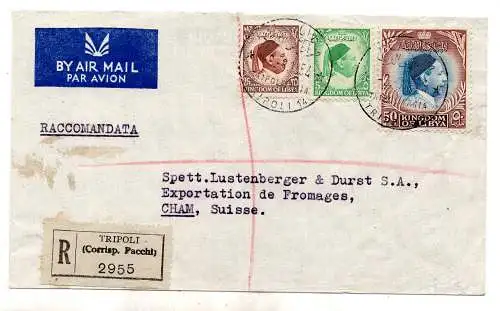 BY AIR MAIL
PAR AVION
KINGDOM OF LIBYA
KINGDOM OF LIBYA
50 KINGDOM OF LIBYA
TRIPOLI
RACCOMANDATA
Spett.Lustenberger & Durst S.A.,
Exportation de Fromages,
CHAM, Suisse.
R
TRIPOLI
(Corrisp. Pacchi)
2955